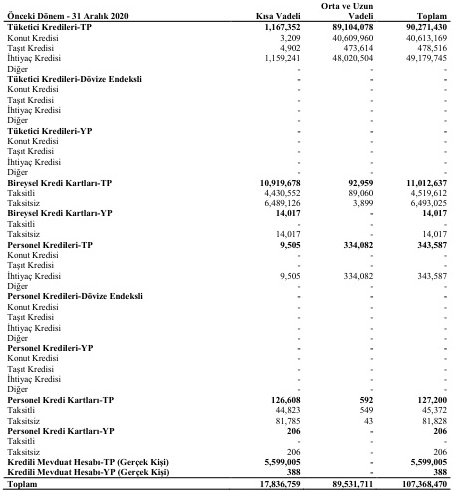 Orta ve Uzun
Önceki Dönem - 31 Aralık 2020 Kısa Vadeli Vadeli Toplam
Tüketici Kredileri-TP 1,167,352 89,104,078 90,271,430
Konut Kredisi 3,209 40,609,960 40,613,169
Taşıt Kredisi 4,902 473,614 478,516
İhtiyaç Kredisi 1,159,241 48,020,504 49,179,745
Diğer - - -
Tüketici Kredileri-Dövize Endeksli - - -
Konut Kredisi - - -
Taşıt Kredisi - - -
İhtiyaç Kredisi - - -
Diğer - - -
Tüketici Kredileri-YP - - -
Konut Kredisi - - -
Taşıt Kredisi - - -
İhtiyaç Kredisi - - -
Diğer - - -
Bireysel Kredi Kartları-TP 10,919,678 92,959 11,012,637
Taksitli 4,430,552 89,060 4,519,612
Taksitsiz 6,489,126 3,899 6,493,025
Bireysel Kredi Kartları-YP 14,017 - 14,017
Taksitli - - -
Taksitsiz 14,017 - 14,017
Personel Kredileri-TP 9,505 334,082 343,587
Konut Kredisi - - -
Taşıt Kredisi - - -
İhtiyaç Kredisi 9,505 334,082 343,587
Diğer - - -
Personel Kredileri-Dövize Endeksli - - -
Konut Kredisi - - -
Taşıt Kredisi - - -
İhtiyaç Kredisi - - -
Diğer - - -
Personel Kredileri-YP - - -
Konut Kredisi - - -
Taşıt Kredisi - - -
İhtiyaç Kredisi - - -
Diğer - - -
Personel Kredi Kartları-TP 126,608 592 127,200
Taksitli 44,823 549 45,372
Taksitsiz 81,785 43 81,828
Personel Kredi Kartları-YP 206 - 206
Taksitli - - -
Taksitsiz 206 - 206
Kredili Mevduat Hesabı-TP (Gerçek Kişi) 5,599,005 - 5,599,005
Kredili Mevduat Hesabı-YP (Gerçek Kişi) 388 - 388
Toplam 17,836,759 89,531,711 107,368,470